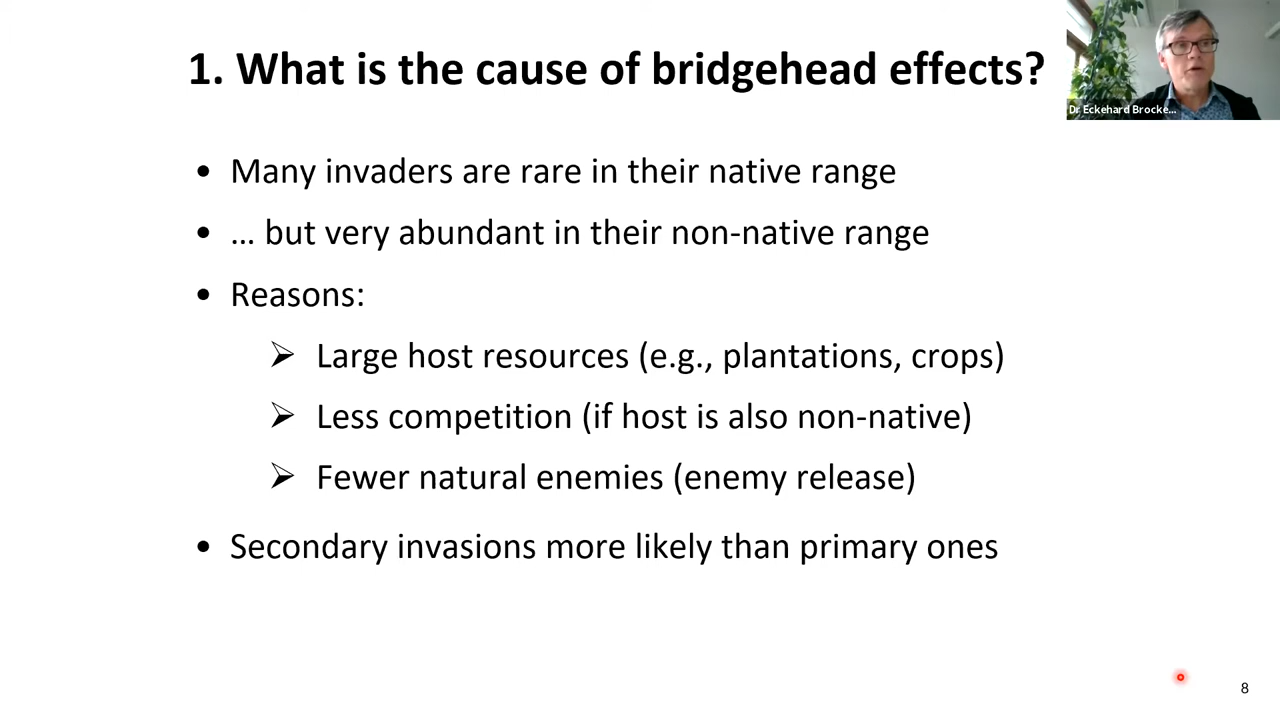 1. What is the cause of bridgehead effects?
Dr Eckehard Brocke...
• Many invaders are rare in their native range
• … but very abundant in their non-native range
• Reasons:
➢ Large host resources (e.g., plantations, crops)
➢ Less competition (if host is also non-native)
➢ Fewer natural enemies (enemy release)
• Secondary invasions more likely than primary ones
8